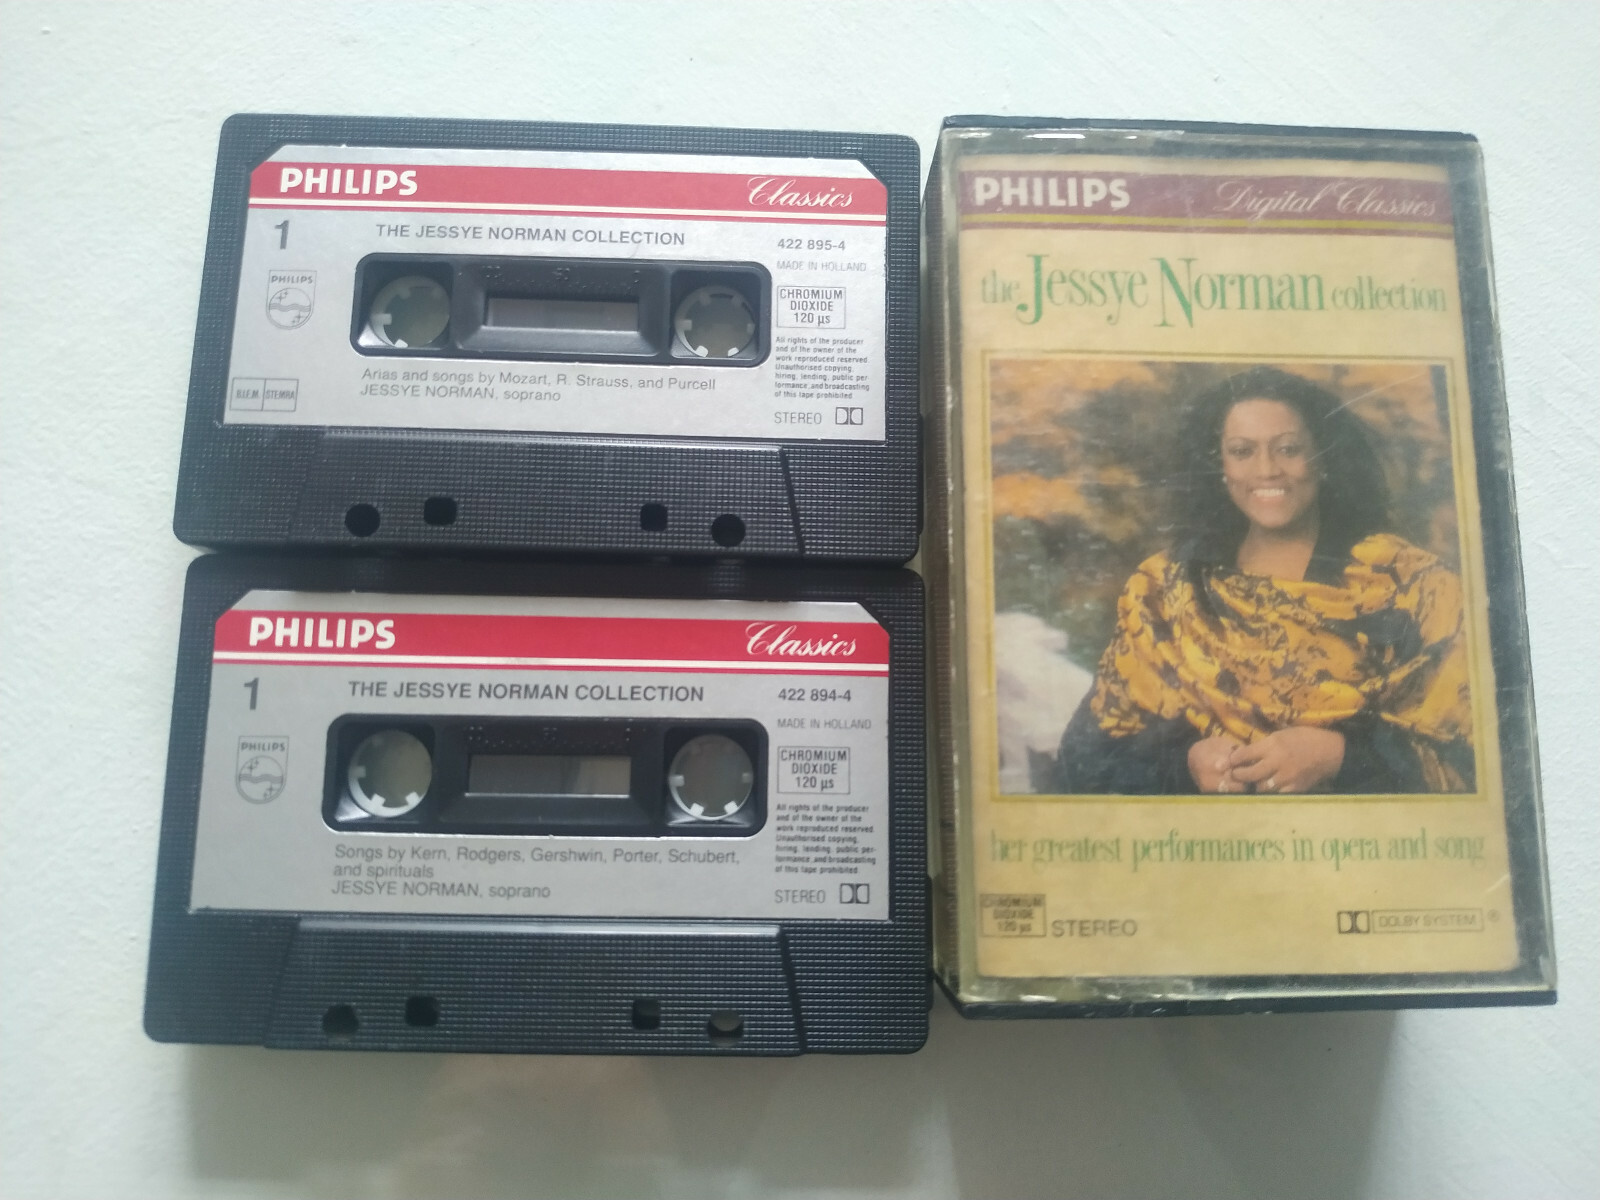 PHILIPS Classics
1 THE JESSYE NORMAN COLLECTION 422 895-4
MADE IN HOLLAND
PHILIPS
CHROMIUM
DIOXIDE
120 µs
All rights of the producer
and of the owner of the
work reproduced reserved.
Unauthorised copying,
hiring, lending, public per
formance, and broadcasting
of this tape prohibited
Arias and songs by Mozart, R. Strauss, and Purcell
JESSYE NORMAN, soprano
B.I.E.M. STEMRA
STEREO
PHILIPS Classics
1 THE JESSYE NORMAN COLLECTION 422 894-4
MADE IN HOLLAND
PHILIPS
CHROMIUM
DIOXIDE
120 µs
All rights of the producer
and of the owner of the
work reproduced reserved.
Unauthorised copying,
hiring, lending, public per-
formance, and broadcasting
of this tape prohibited
Songs by Kern, Rodgers, Gershwin, Porter, Schubert,
and spirituals
JESSYE NORMAN, soprano
STEREO
PHILIPS Digital Classics
the Jessye Norman collection
her greatest performances in opera and song
CHROMIUM
DIOXIDE
120 µs
STEREO
DOLBY SYSTEM ®